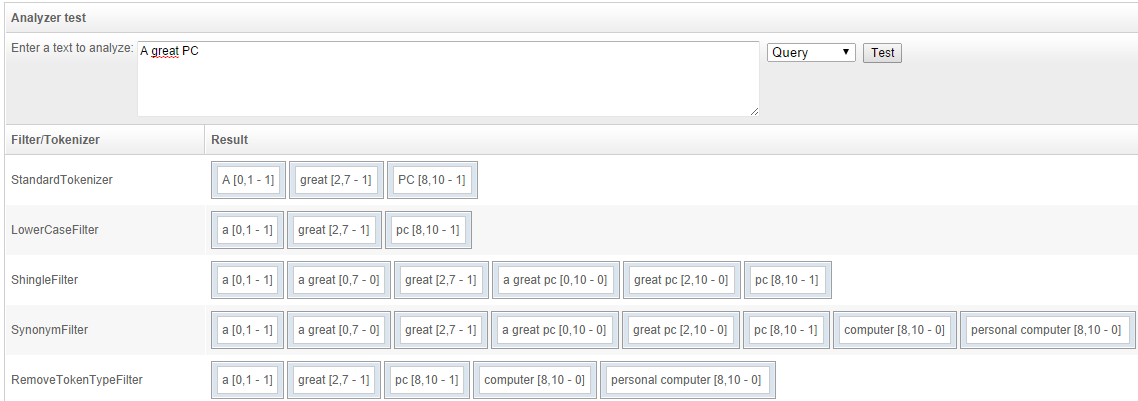 Analyzer test
Enter a text to analyze: A great PC Query Test
Filter/Tokenizer Result
StandardTokenizer A [0,1 - 1] great [2,7 - 1] PC [8,10 - 1]
LowerCaseFilter a [0,1 - 1] great [2,7 - 1] pc [8,10 - 1]
ShingleFilter a [0,1 - 1] a great [0,7 - 0] great [2,7 - 1] a great pc [0,10 - 0] great pc [2,10 - 0] pc [8,10 - 1]
SynonymFilter a [0,1 - 1] a great [0,7 - 0] great [2,7 - 1] a great pc [0,10 - 0] great pc [2,10 - 0] pc [8,10 - 1] computer [8,10 - 0] personal computer [8,10 - 0]
RemoveTokenTypeFilter a [0,1 - 1] great [2,7 - 1] pc [8,10 - 1] computer [8,10 - 0] personal computer [8,10 - 0]